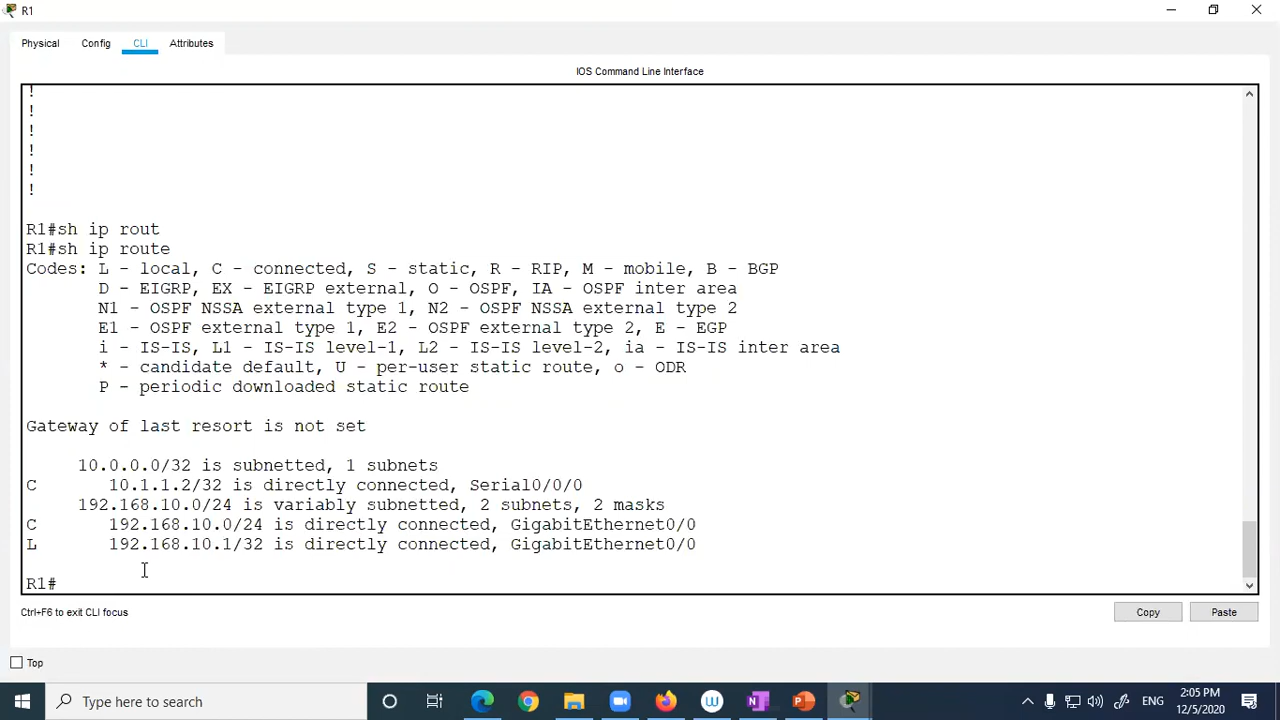 R1
Physical Config CLI Attributes
IOS Command Line Interface
!
!
!
!
!
!
R1#sh ip rout
R1#sh ip route
Codes: L - local, C - connected, S - static, R - RIP, M - mobile, B - BGP
D - EIGRP, EX - EIGRP external, O - OSPF, IA - OSPF inter area
N1 - OSPF NSSA external type 1, N2 - OSPF NSSA external type 2
E1 - OSPF external type 1, E2 - OSPF external type 2, E - EGP
i - IS-IS, L1 - IS-IS level-1, L2 - IS-IS level-2, ia - IS-IS inter area
* - candidate default, U - per-user static route, o - ODR
P - periodic downloaded static route
Gateway of last resort is not set
10.0.0.0/32 is subnetted, 1 subnets
C 10.1.1.2/32 is directly connected, Serial0/0/0
192.168.10.0/24 is variably subnetted, 2 subnets, 2 masks
C 192.168.10.0/24 is directly connected, GigabitEthernet0/0
L 192.168.10.1/32 is directly connected, GigabitEthernet0/0
R1#
Ctrl+F6 to exit CLI focus
Copy Paste
Top
Type here to search
ENG
2:05 PM
12/5/2020